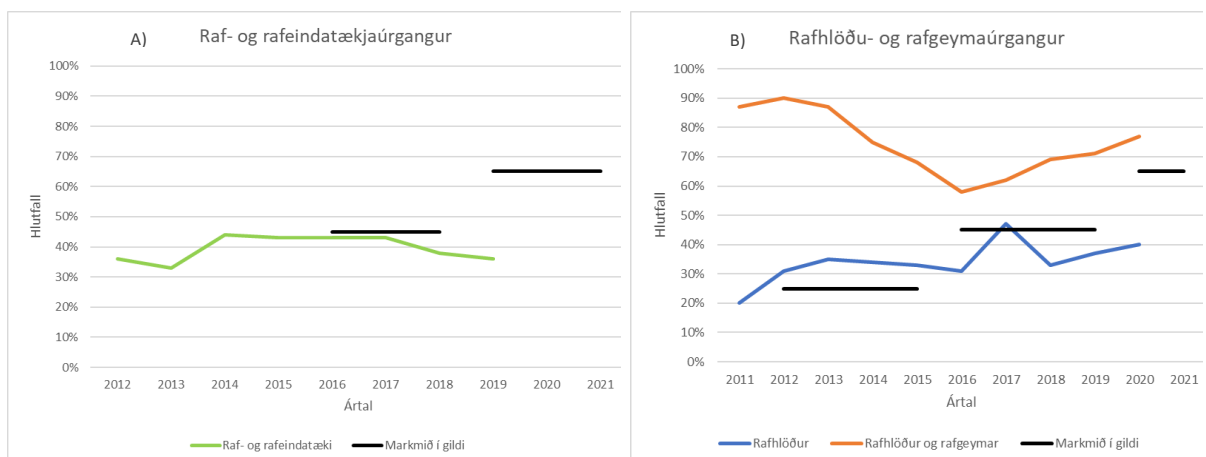 A)
Raf- og rafeindatækjaúrgangur
Hlutfall
100%
90%
80%
70%
60%
50%
40%
30%
20%
10%
0%
2012 2013 2014 2015 2016 2017 2018 2019 2020 2021
Ártal
Raf- og rafeindatæki Markmið í gildi
B)
Rafhlöðu- og rafgeymaúrgangur
Hlutfall
100%
90%
80%
70%
60%
50%
40%
30%
20%
10%
0%
2011 2012 2013 2014 2015 2016 2017 2018 2019 2020 2021
Ártal
Rafhlöður Rafhlöður og rafgeymar Markmið í gildi